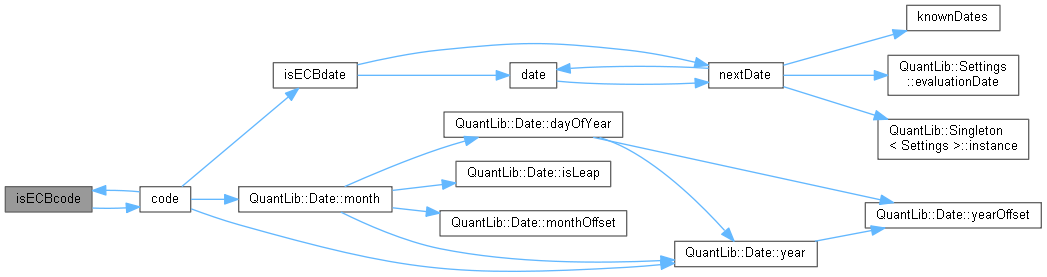 isECBcode
code
isECBdate
QuantLib::Date::month
date
QuantLib::Date::dayOfYear
QuantLib::Date::isLeap
QuantLib::Date::monthOffset
nextDate
QuantLib::Date::year
knownDates
QuantLib::Settings
::evaluationDate
QuantLib::Singleton
< Settings >::instance
QuantLib::Date::yearOffset